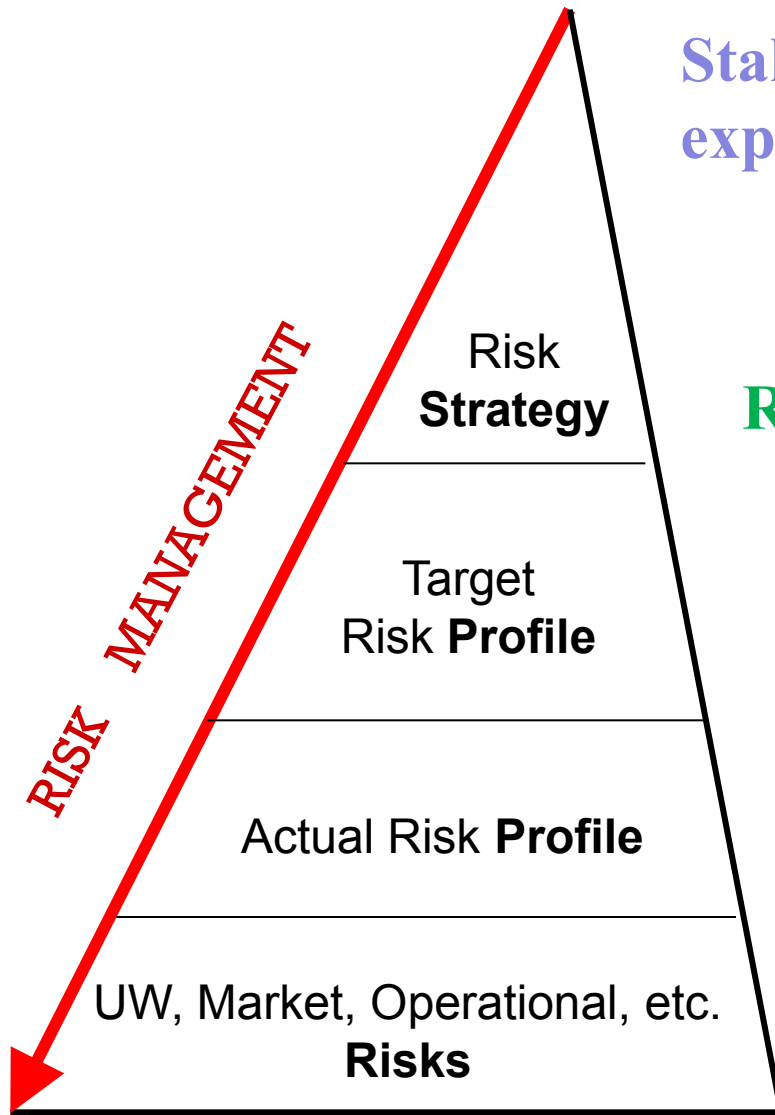 Risk
Strategy
RISK MANAGEMENT
Target
Risk Profile
Actual Risk Profile
UW, Market, Operational, etc.
Risks